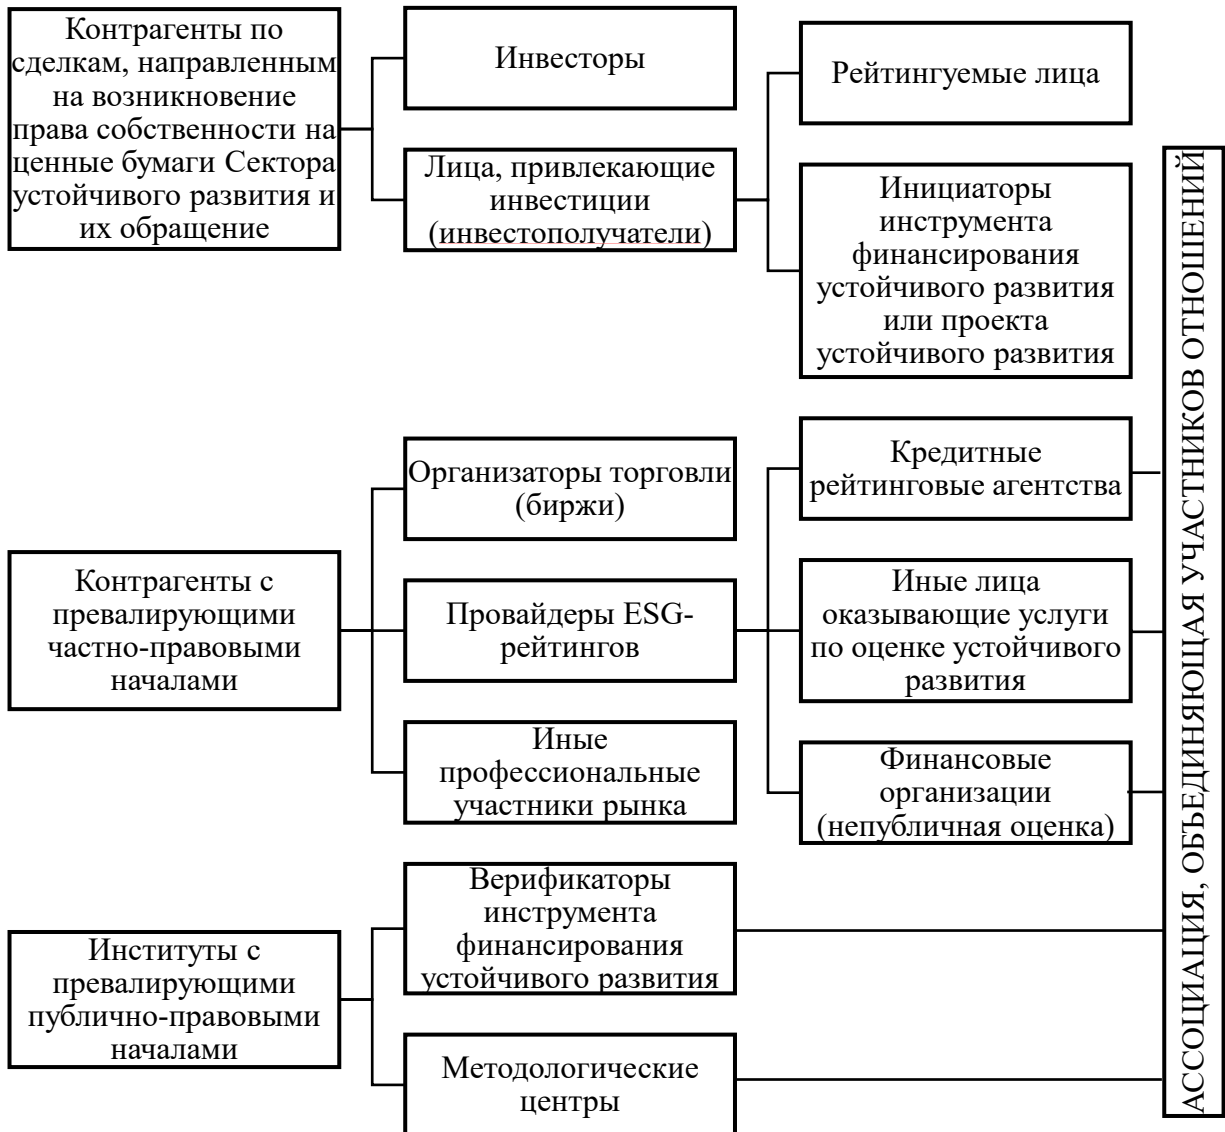 Контрагенты по
сделкам, направленным
на возникновение
права собственности на
ценные бумаги Сектора
устойчивого развития и
их обращение
Инвесторы
Лица, привлекающие
инвестиции
(инвестополучатели)
Рейтингуемые лица
Инициаторы
инструмента
финансирования
устойчивого развития
или проекта
устойчивого развития
Контрагенты с
превалирующими
частно-правовыми
началами
Организаторы торговли
(биржи)
Провайдеры ESG-
рейтингов
Иные
профессиональные
участники рынка
Кредитные
рейтинговые агентства
Иные лица
оказывающие услуги
по оценке устойчивого
развития
Финансовые
организации
(непубличная оценка)
Институты с
превалирующими
публично-правовыми
началами
Верификаторы
инструмента
финансирования
устойчивого развития
Методологические
центры
АССОЦИАЦИЯ, ОБЪЕДИНЯЮЩАЯ УЧАСТНИКОВ ОТНОШЕНИЙ